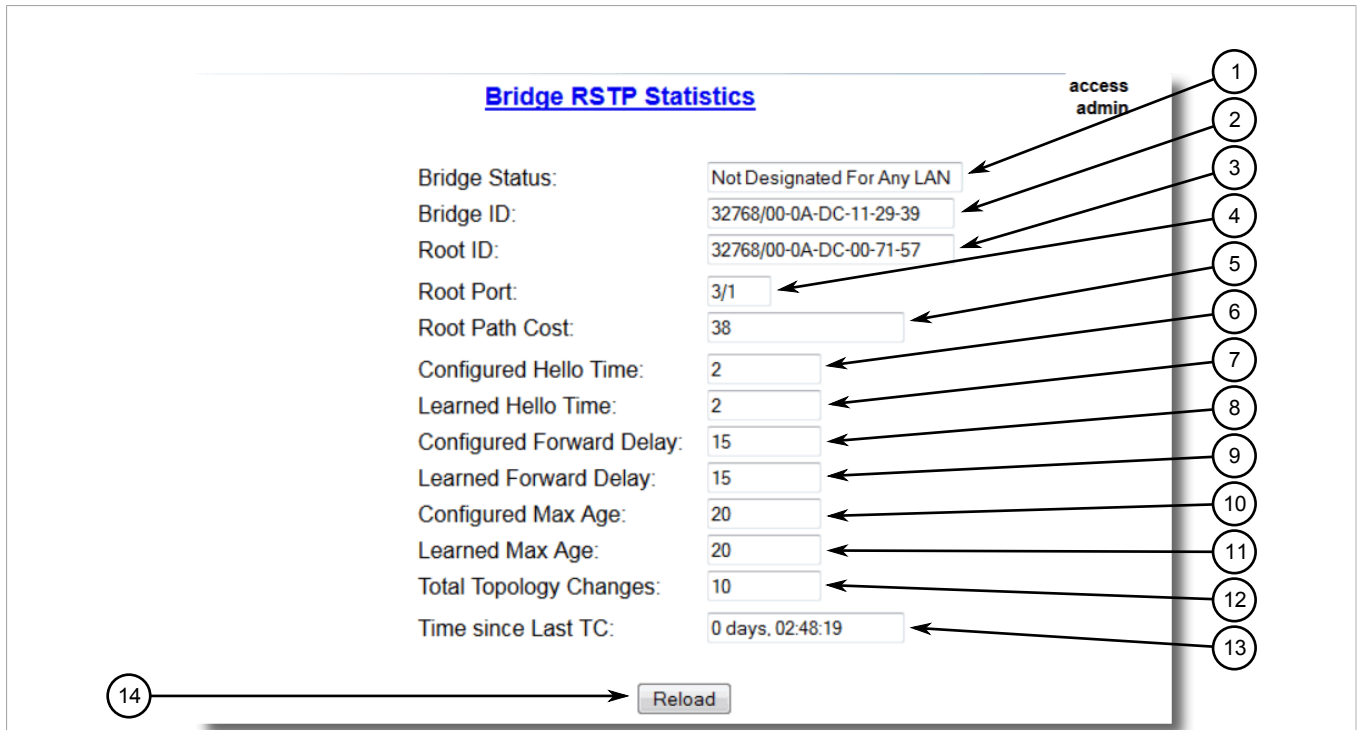 Bridge RSTP Statistics
access
admin
Bridge Status: Not Designated For Any LAN
Bridge ID: 32768/00-0A-DC-11-29-39
Root ID: 32768/00-0A-DC-00-71-57
Root Port: 3/1
Root Path Cost: 38
Configured Hello Time: 2
Learned Hello Time: 2
Configured Forward Delay: 15
Learned Forward Delay: 15
Configured Max Age: 20
Learned Max Age: 20
Total Topology Changes: 10
Time since Last TC: 0 days, 02:48:19
Reload
1
2
3
4
5
6
7
8
9
10
11
12
13
14